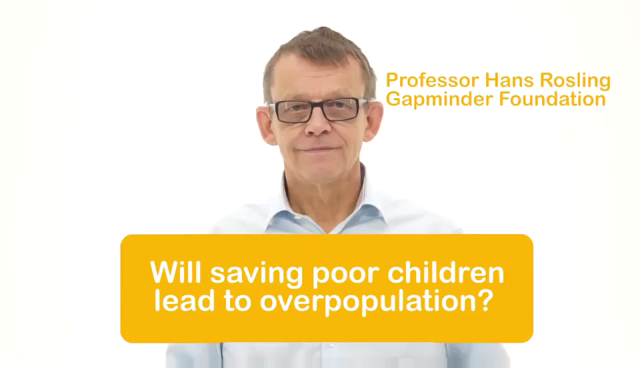 Professor Hans Rosling
Gapminder Foundation
Will saving poor children
lead to overpopulation?